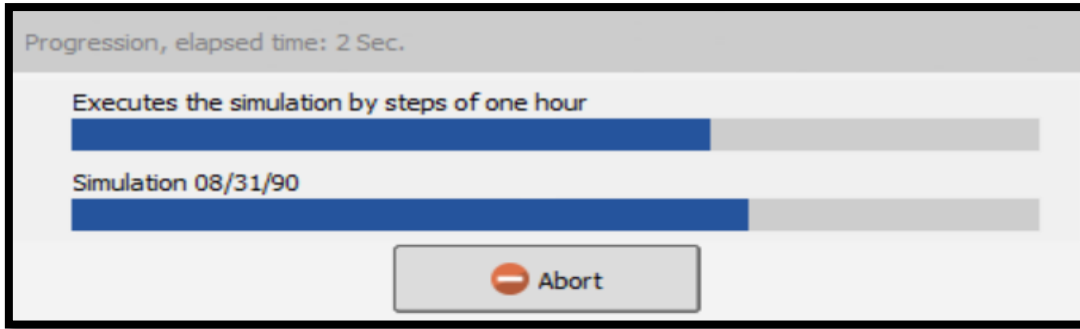 Progression, elapsed time: 2 Sec.
Executes the simulation by steps of one hour
Simulation 08/31/90
Abort